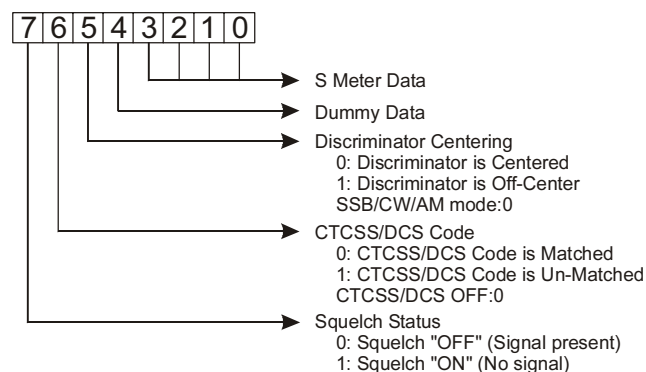 7 6 5 4 3 2 1 0
S Meter Data
Dummy Data
Discriminator Centering
0: Discriminator is Centered
1: Discriminator is Off-Center
SSB/CW/AM mode:0
CTCSS/DCS Code
0: CTCSS/DCS Code is Matched
1: CTCSS/DCS Code is Un-Matched
CTCSS/DCS OFF:0
Squelch Status
0: Squelch "OFF" (Signal present)
1: Squelch "ON" (No signal)